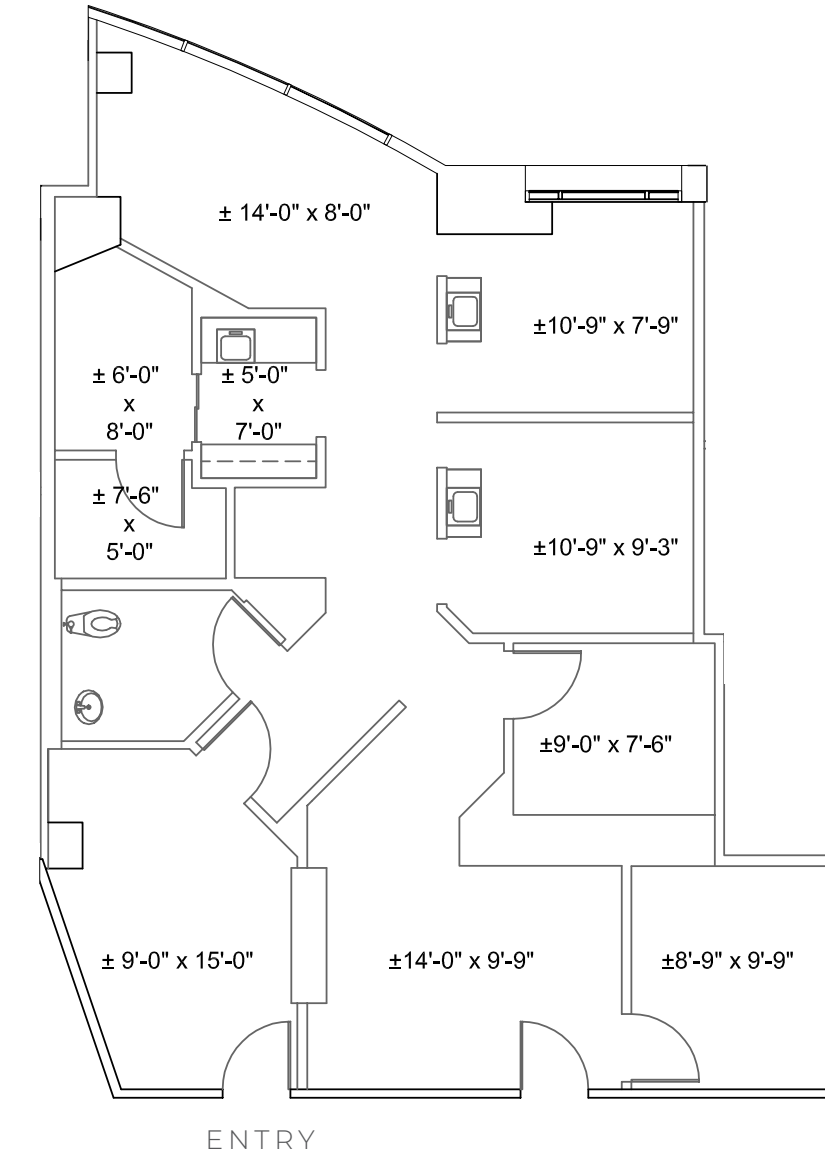 ± 14'-0" x 8'-0"
±10'-9" x 7'-9"
± 6'-0"
x
8'-0"
± 5'-0"
x
7'-0"
± 7'-6"
x
5'-0"
±10'-9" x 9'-3"
±9'-0" x 7'-6"
± 9'-0" x 15'-0"
±14'-0" x 9'-9"
±8'-9" x 9'-9"
ENTRY